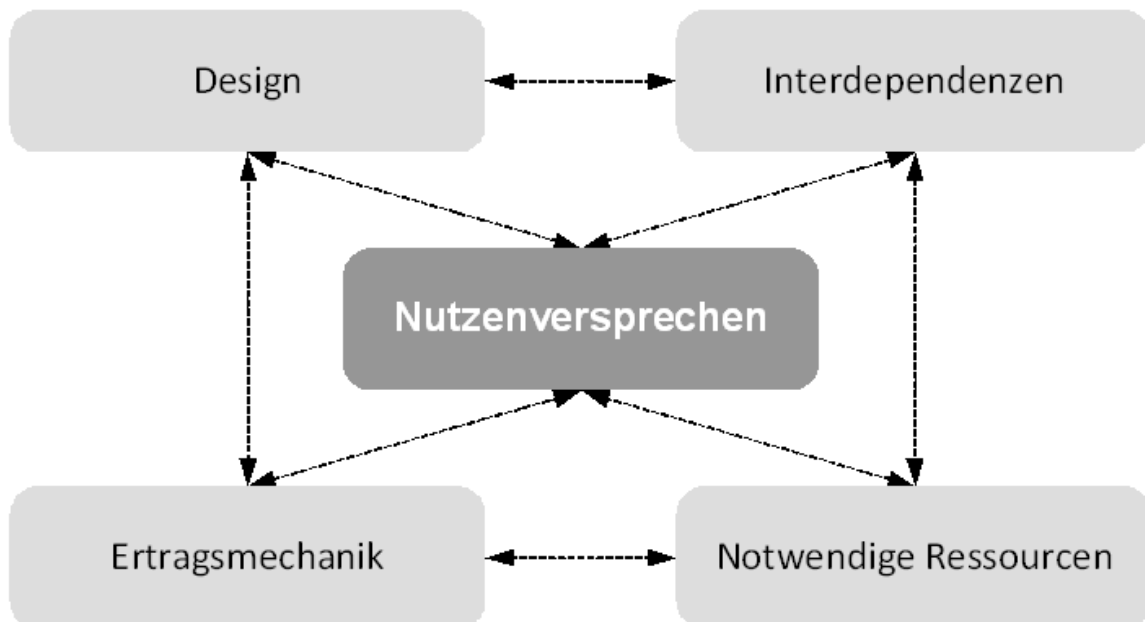 Design
Interdependenzen
Nutzenversprechen
Ertragsmechanik
Notwendige Ressourcen